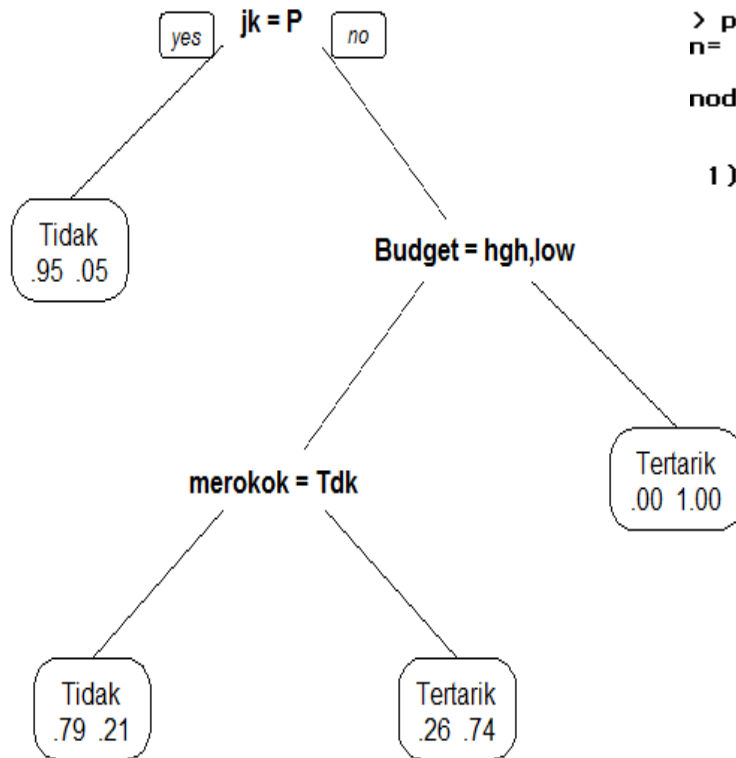 jk = P
yes
no
> p
n=
nod
1)
Tidak
.95 .05
Budget = hgh,low
Tertarik
.00 1.00
merokok = Tdk
Tidak
.79 .21
Tertarik
.26 .74